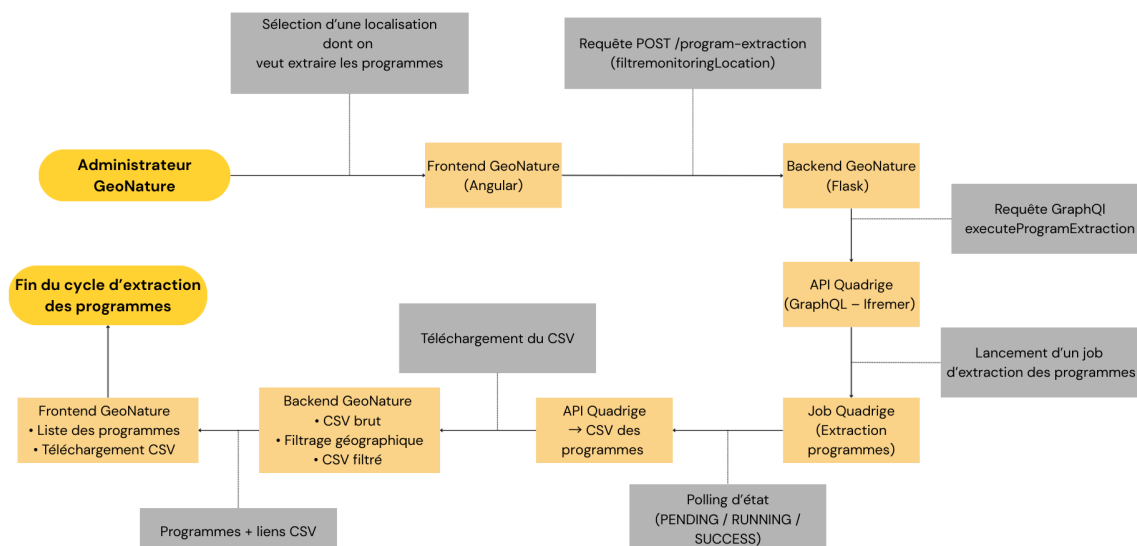 Sélection d'une localisation
dont on
veut extraire les programmes
Requête POST /program-extraction
(filtremonitoringLocation)
Administrateur
GeoNature
Frontend GeoNature
(Angular)
Backend GeoNature
(Flask)
Requête GraphQl
executeProgramExtraction
API Quadrige
(GraphQL – Ifremer)
Lancement d'un job
d'extraction des programmes
Job Quadrige
(Extraction
programmes)
Polling d'état
(PENDING / RUNNING /
SUCCESS)
API Quadrige
→ CSV des
programmes
Téléchargement du CSV
Backend GeoNature
• CSV brut
• Filtrage géographique
• CSV filtré
Programmes + liens CSV
Frontend GeoNature
• Liste des programmes
• Téléchargement CSV
Fin du cycle d'extraction
des programmes